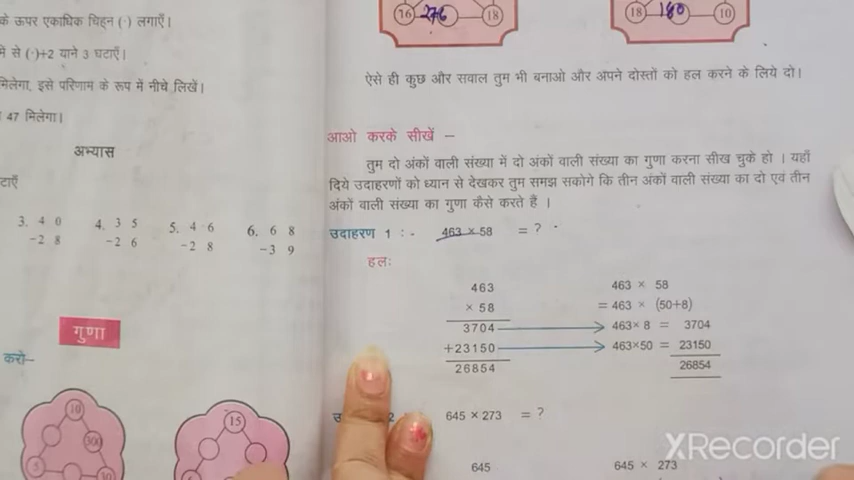 के ऊपर एकाधिक चिह्न (·) लगाएँ।
में से (·)÷2 याने 3 घटाएँ।
मिलेगा, इसे परिणाम के रूप में नीचे लिखें।
47 मिलेगा।
अभ्यास
टाएँ
3. 4 0 4. 3 5 5. 4 6 6. 6 8
-2 8 -2 6 -2 8 -3 9
गुणा
करो—
10
300
5
15
16 276 18
18 180 10
ऐसे ही कुछ और सवाल तुम भी बनाओ और अपने दोस्तों को हल करने के लिये दो।
आओ करके सीखें –
तुम दो अंकों वाली संख्या में दो अंकों वाली संख्या का गुणा करना सीख चुके हो । यहाँ
दिये उदाहरणों को ध्यान से देखकर तुम समझ सकोगे कि तीन अंकों वाली संख्या का दो एवं तीन
अंकों वाली संख्या का गुणा कैसे करते हैं ।
उदाहरण 1 : - 463 × 58 = ?
हलः
463 463 × 58
× 58 = 463 × (50+8)
3704 463× 8 = 3704
+23150 463×50 = 23150
26854 26854
2 645 × 273 = ?
645 645 × 273
XRecorder